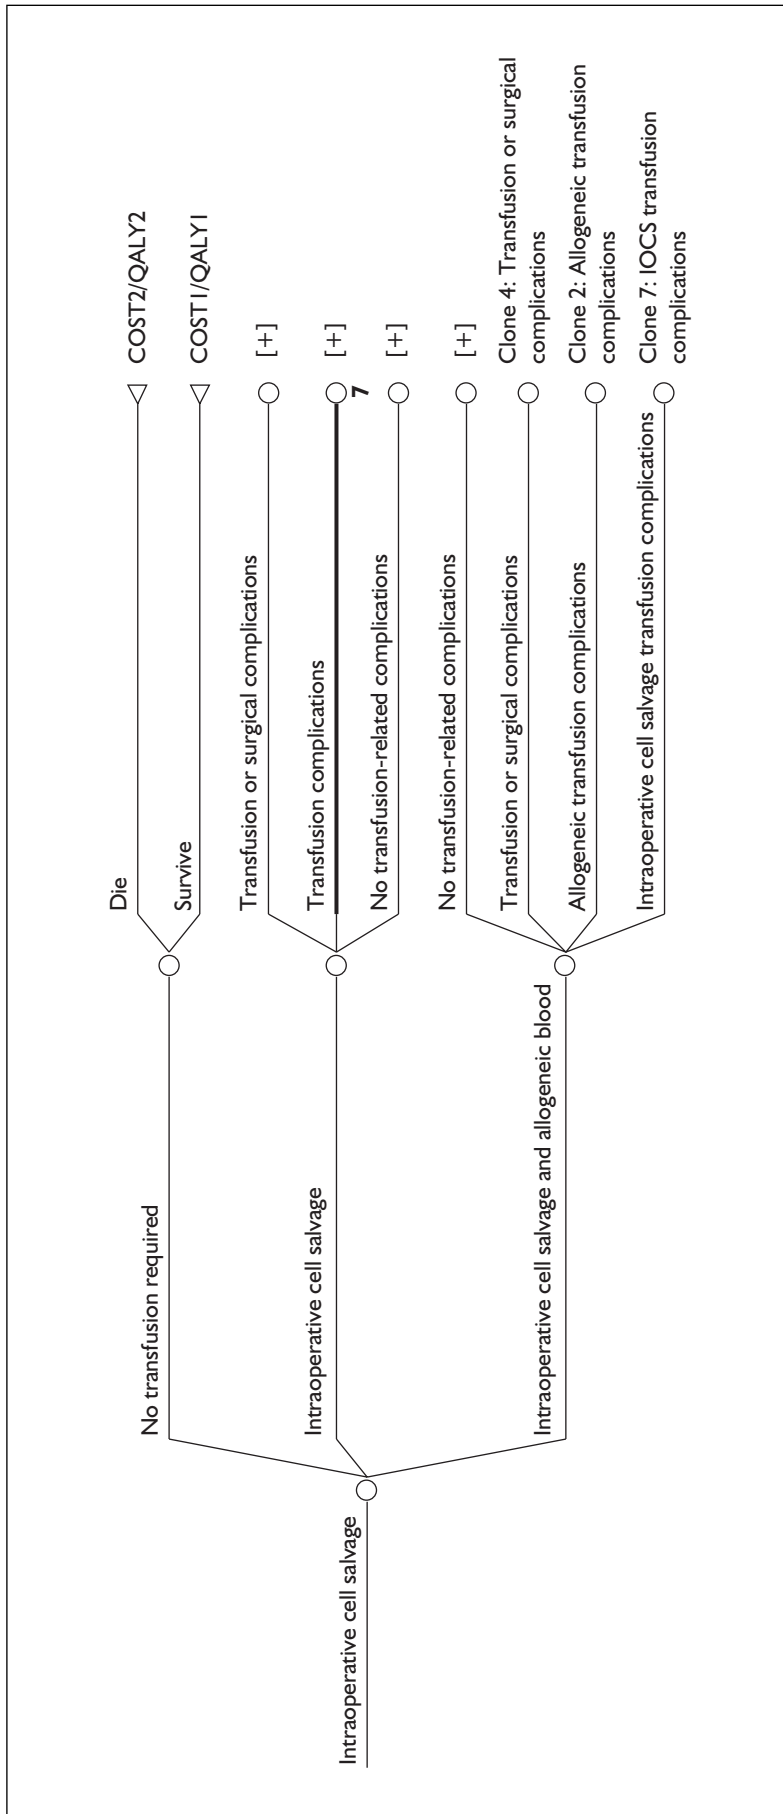 Intraoperative cell salvage
No transfusion required
Die
COST2/QALY2
Survive
COST1/QALY1
Intraoperative cell salvage
Transfusion or surgical complications
[+]
Transfusion complications
[+]
7
No transfusion-related complications
[+]
Intraoperative cell salvage and allogeneic blood
No transfusion-related complications
[+]
Transfusion or surgical complications
Clone 4: Transfusion or surgical
complications
Allogeneic transfusion complications
Clone 2: Allogeneic transfusion
complications
Intraoperative cell salvage transfusion complications
Clone 7: IOCS transfusion
complications